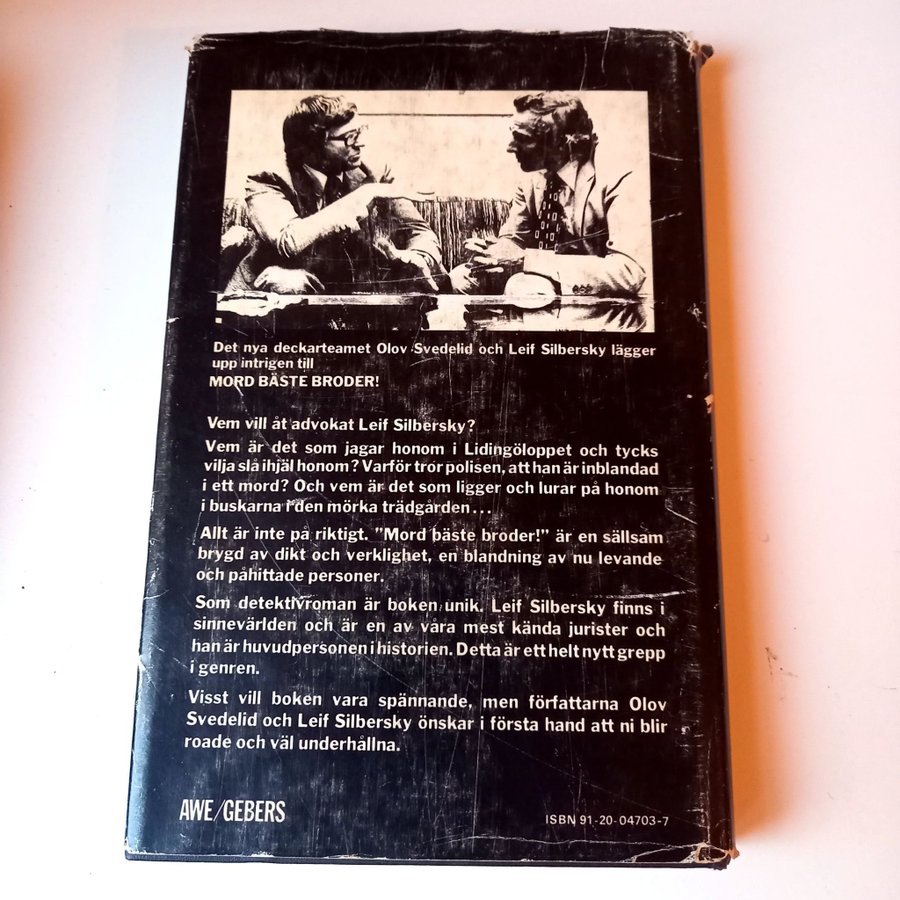 Det nya deckarteamet Olov Svedelid och Leif Silbersky lägger
upp intrigen till
MORD BÄSTE BRODER!
Vem vill åt advokat Leif Silbersky?
Vem är det som jagar honom i Lidingöloppet och tycks
vilja slå ihjäl honom? Varför tror polisen, att han är inblandad
i ett mord? Och vem är det som ligger och lurar på honom
i buskarna i den mörka trädgården...
Allt är inte på riktigt. "Mord bäste broder!" är en sällsam
brygd av dikt och verklighet, en blandning av nu levande
och påhittade personer.
Som detektivroman är boken unik. Leif Silbersky finns i
sinnevärlden och är en av våra mest kända jurister och
han är huvudpersonen i historien. Detta är ett helt nytt grepp
i genren.
Visst vill boken vara spännande, men författarna Olov
Svedelid och Leif Silbersky önskar i första hand att ni blir
roade och väl underhållna.
AWE/GEBERS
ISBN 91-20-04703-7